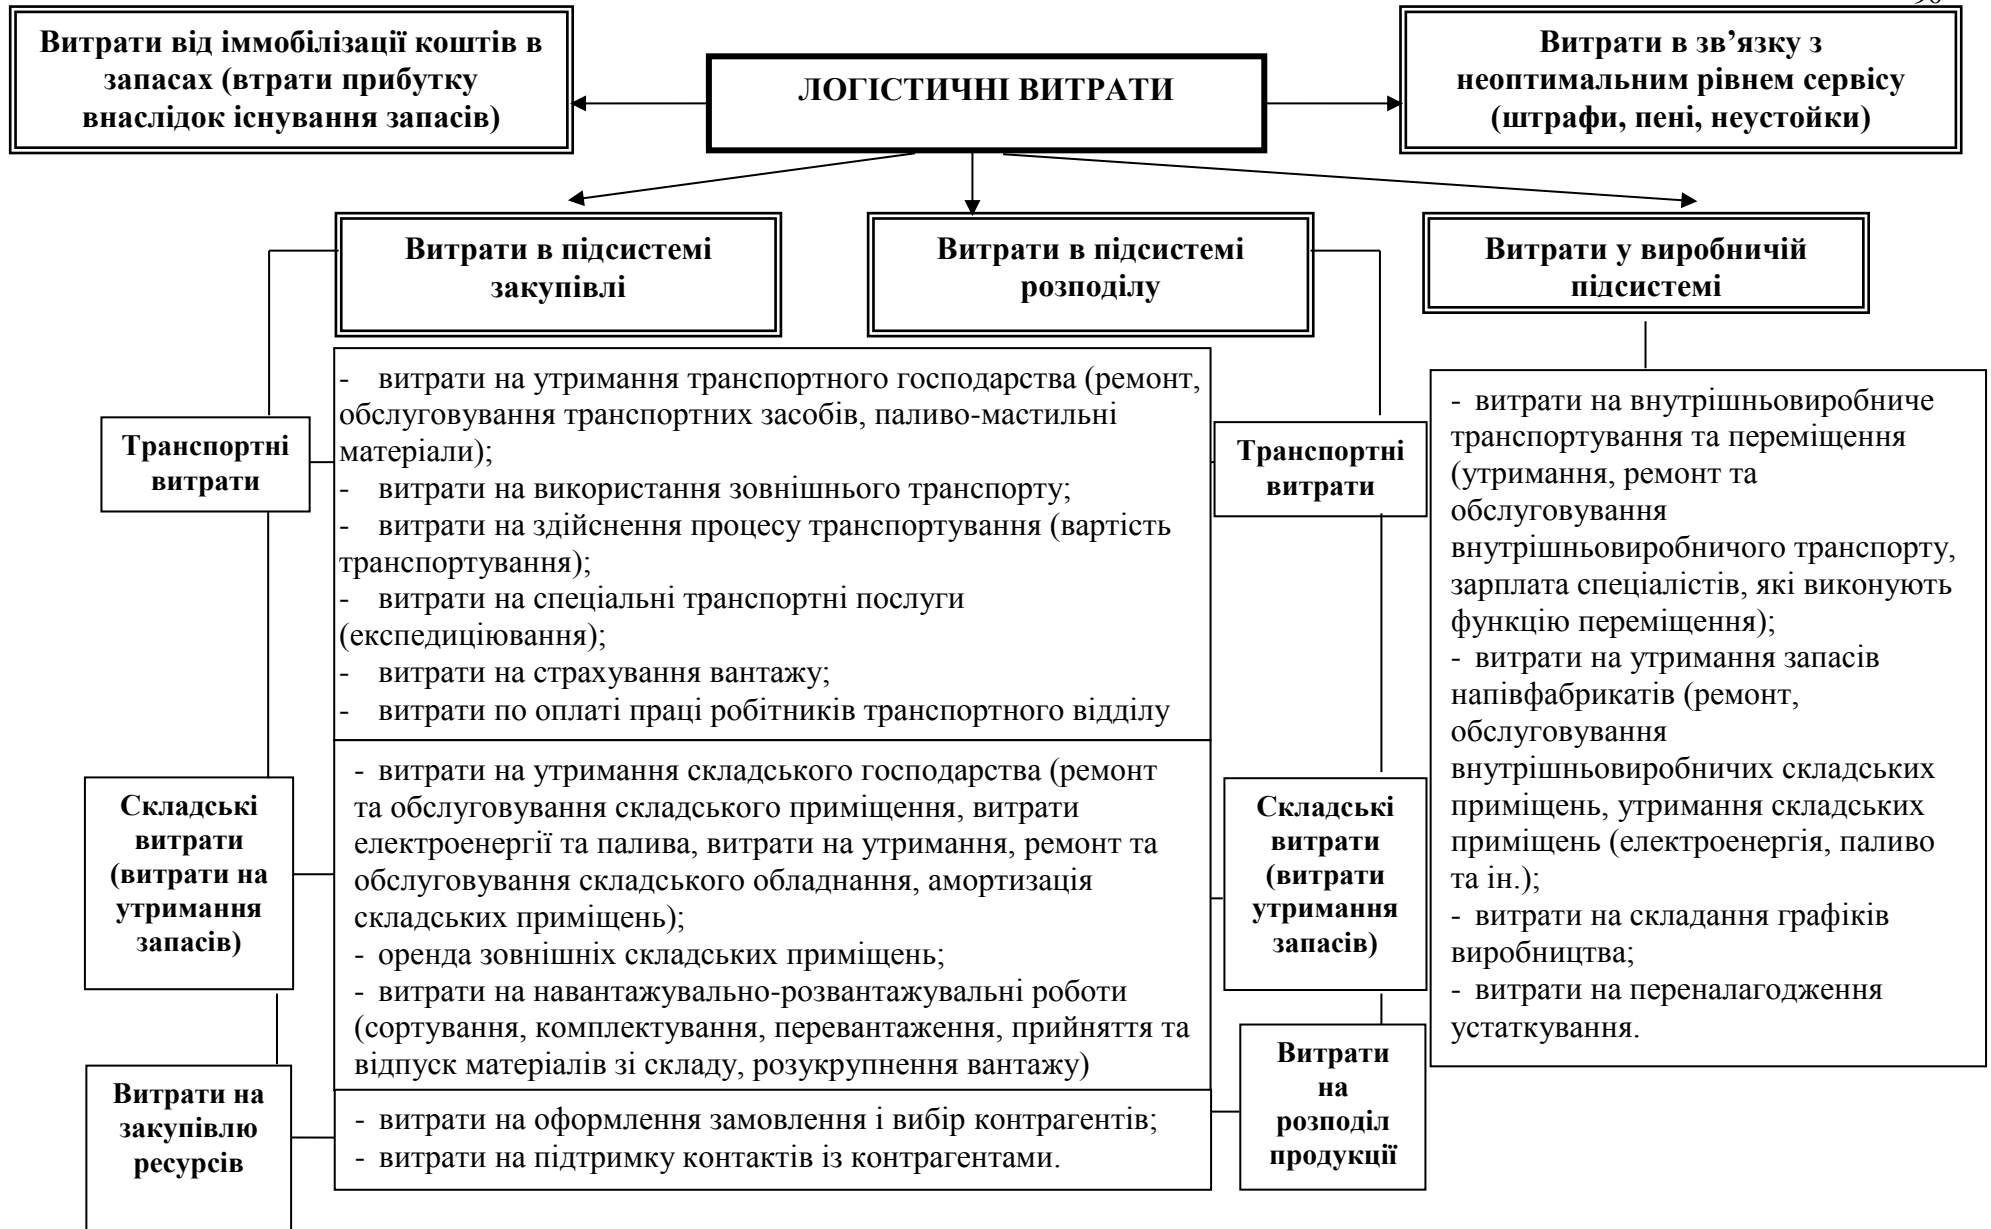 Витрати від іммобілізації коштів в
запасах (втрати прибутку
внаслідок існування запасів)
ЛОГІСТИЧНІ ВИТРАТИ
Витрати в зв’язку з
неоптимальним рівнем сервісу
(штрафи, пені, неустойки)
Витрати в підсистемі
закупівлі
Витрати в підсистемі
розподілу
Витрати у виробничій
підсистемі
Транспортні
витрати
- витрати на утримання транспортного господарства (ремонт,
обслуговування транспортних засобів, паливо-мастильні
матеріали);
- витрати на використання зовнішнього транспорту;
- витрати на здійснення процесу транспортування (вартість
транспортування);
- витрати на спеціальні транспортні послуги
(експедиціювання);
- витрати на страхування вантажу;
- витрати по оплаті праці робітників транспортного відділу
Транспортні
витрати
- витрати на внутрішньовиробниче
транспортування та переміщення
(утримання, ремонт та
обслуговування
внутрішньовиробничого транспорту,
зарплата спеціалістів, які виконують
функцію переміщення);
- витрати на утримання запасів
напівфабрикатів (ремонт,
обслуговування
внутрішньовиробничих складських
приміщень, утримання складських
приміщень (електроенергія, паливо
та ін.);
- витрати на складання графіків
виробництва;
- витрати на переналагодження
устаткування.
Складські
витрати
(витрати на
утримання
запасів)
- витрати на утримання складського господарства (ремонт
та обслуговування складського приміщення, витрати
електроенергії та палива, витрати на утримання, ремонт та
обслуговування складського обладнання, амортизація
складських приміщень);
- оренда зовнішніх складських приміщень;
- витрати на навантажувально-розвантажувальні роботи
(сортування, комплектування, перевантаження, прийняття та
відпуск матеріалів зі складу, розукрупнення вантажу)
Складські
витрати
(витрати
утримання
запасів)
Витрати на
закупівлю
ресурсів
- витрати на оформлення замовлення і вибір контрагентів;
- витрати на підтримку контактів із контрагентами.
Витрати
на
розподіл
продукції